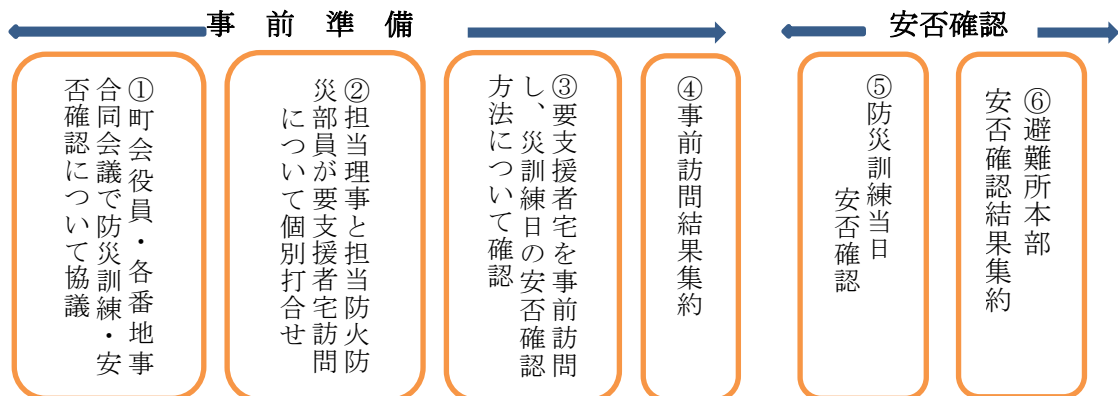 事前準備
安否確認
①町会役員・各番地事
合同会議で防災訓練・安
否確認について協議
②担当理事と担当防火防
災部員が要支援者宅訪問
について個別打合せ
③要支援者宅を事前訪問
し、災訓練日の安否確認
方法について確認
④事前訪問結果集約
⑤防災訓練当日
安否確認
⑥避難所本部
安否確認結果集約